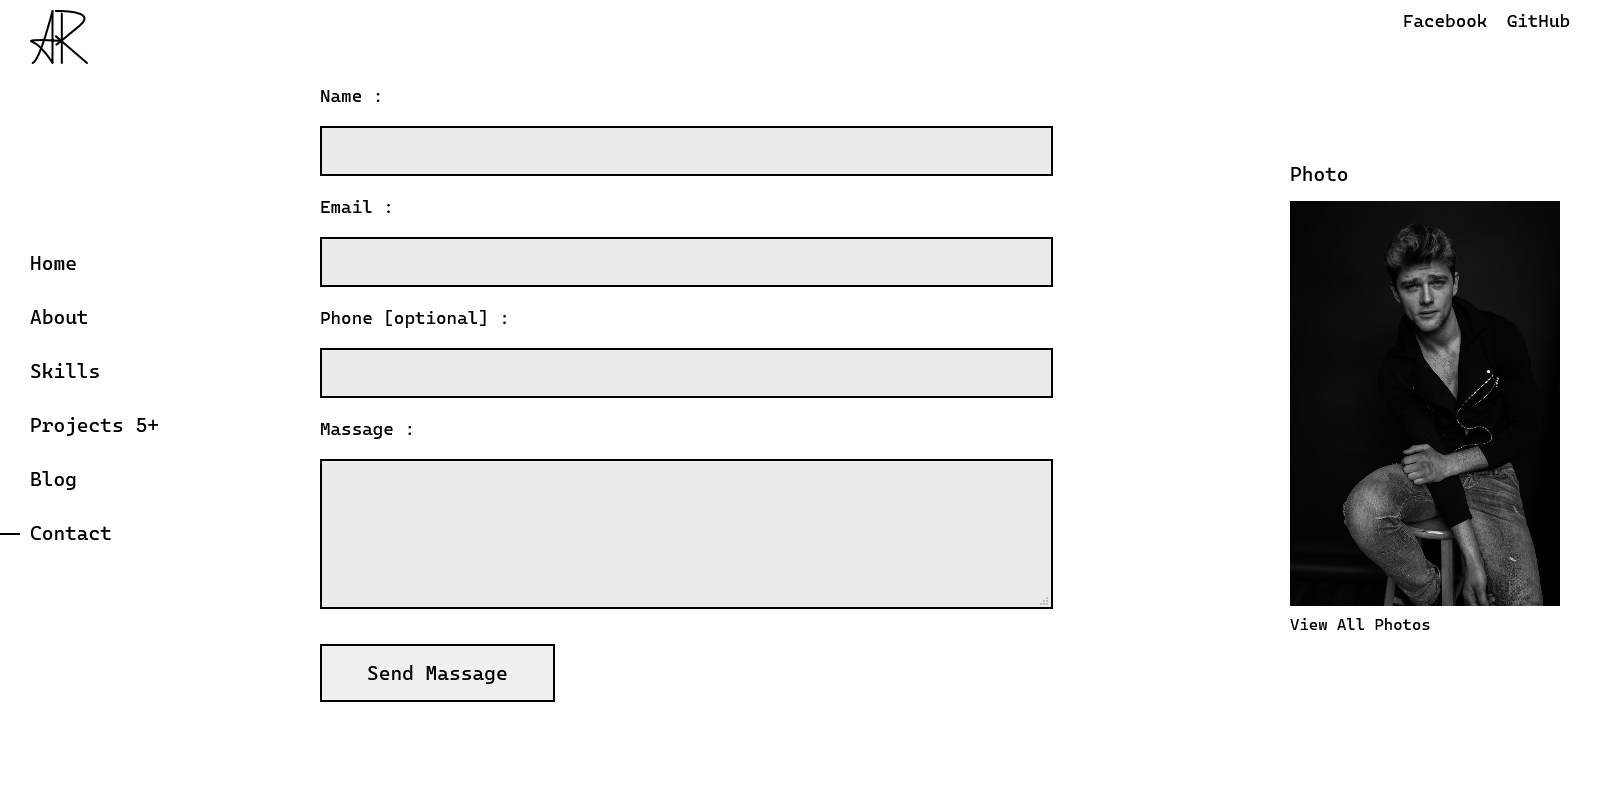 AR
Facebook GitHub
Name :
Email :
Phone [optional] :
Massage :
Send Massage
Home
About
Skills
Projects 5+
Blog
Contact
Photo
View All Photos